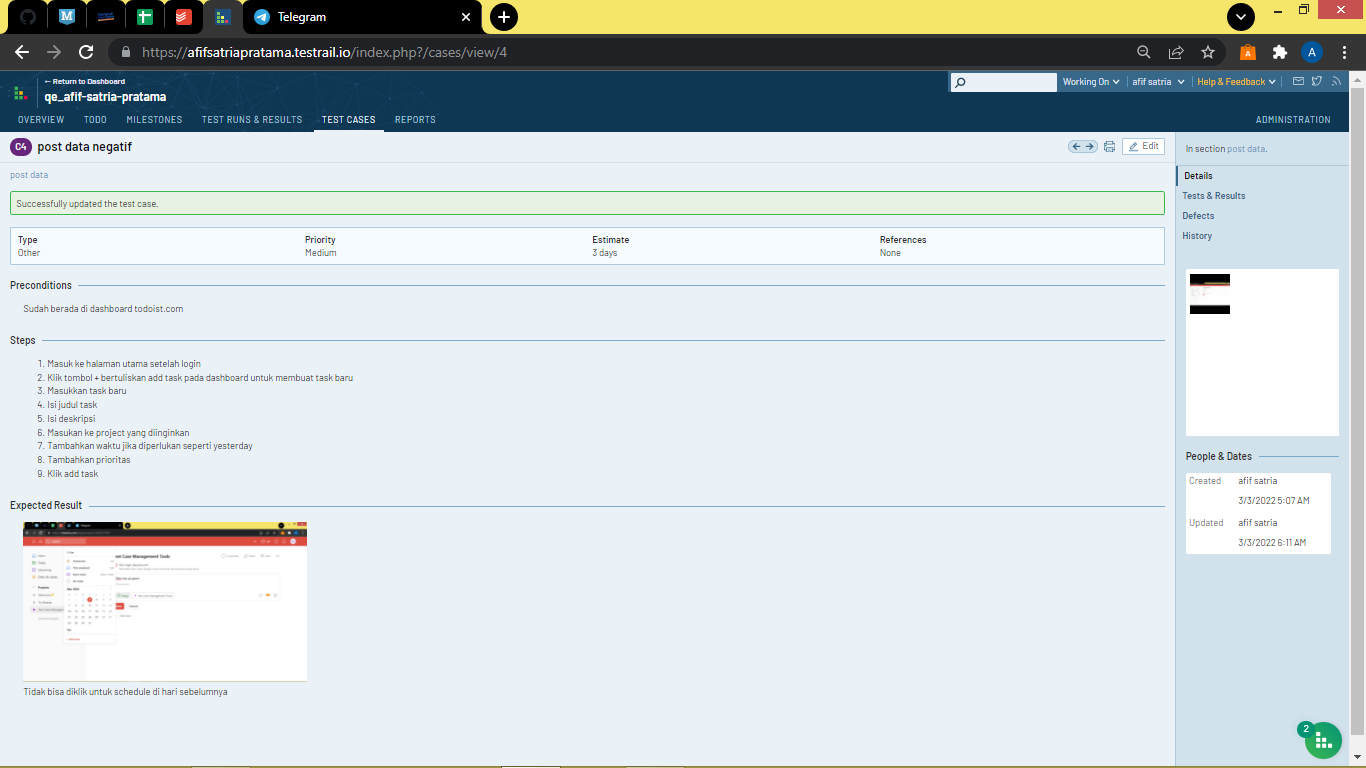 Telegram
https://afifsatriapratama.testrail.io/index.php?/cases/view/4
A
← Return to Dashboard
qe_afif-satria-pratama
Working On
afif satria
Help & Feedback
OVERVIEW
TODO
MILESTONES
TEST RUNS & RESULTS
TEST CASES
REPORTS
ADMINISTRATION
C4 post data negatif
Edit
post data
Successfully updated the test case.
Type
Priority
Estimate
References
Other
Medium
3 days
None
Preconditions
Sudah berada di dashboard todoist.com
Steps
1. Masuk ke halaman utama setelah login
2. Klik tombol + bertuliskan add task pada dashboard untuk membuat task baru
3. Masukkan task baru
4. Isi judul task
5. Isi deskripsi
6. Masukan ke project yang diinginkan
7. Tambahkan waktu jika diperlukan seperti yesterday
8. Tambahkan prioritas
9. Klik add task
Expected Result
Tidak bisa diklik untuk schedule di hari sebelumnya
In section post data.
Details
Tests & Results
Defects
History
People & Dates
Created
afif satria
3/3/2022 5:07 AM
Updated
afif satria
3/3/2022 6:11 AM
2